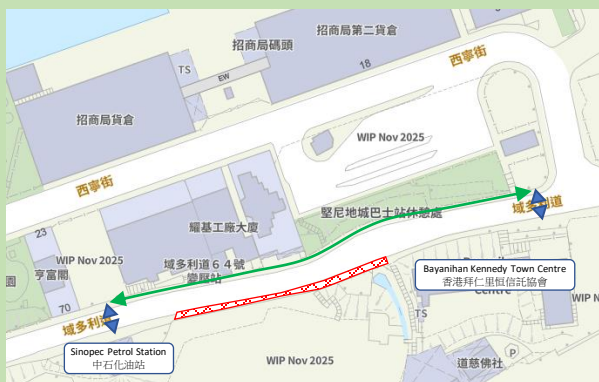 招商局第二貨倉
招商局碼頭
18
西寧街
TS
EW
招商局貨倉
WIP Nov 2025
西寧街
耀基工廠大廈
堅尼地城巴士站休憩處
域多利道
23
WIP Nov 2025
域多利道64號
變壓站
園
亨富閣
70
域多利道
Bayanihan Kennedy Town Centre
香港拜仁里恒信託協會
Centre
WIP N
TS
Sinopec Petrol Station
中石化油站
WIP Nov 2025
道慈佛社
P